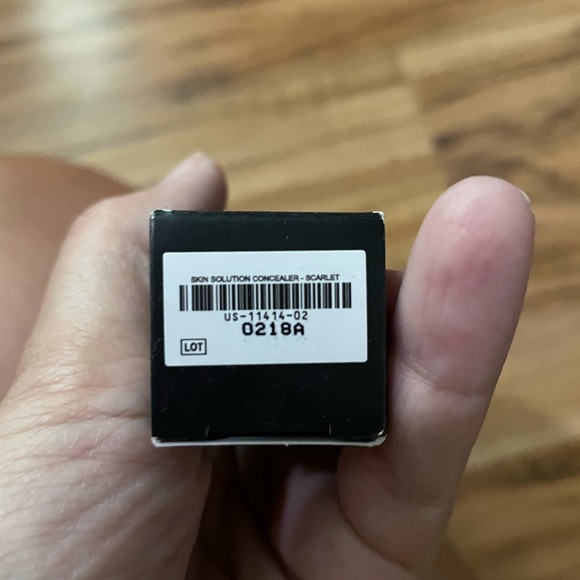 SKIN SOLUTION CONCEALER - SCARLET
US-11414-02
0218A
LOT